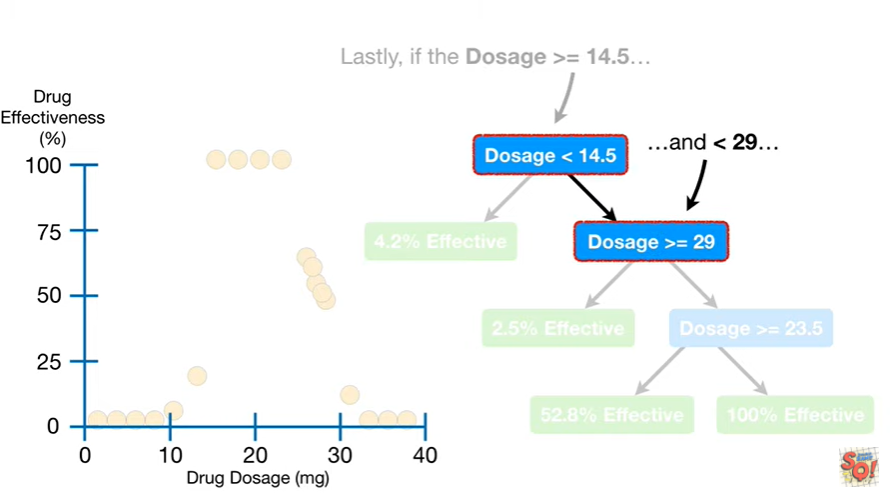 Lastly, if the Dosage >= 14.5…
Drug
Effectiveness
(%)
100
75
50
25
0
0
10
20
30
40
Drug Dosage (mg)
Dosage < 14.5
…and < 29…
4.2% Effective
Dosage >= 29
2.5% Effective
Dosage >= 23.5
52.8% Effective
100% Effective
SQ!